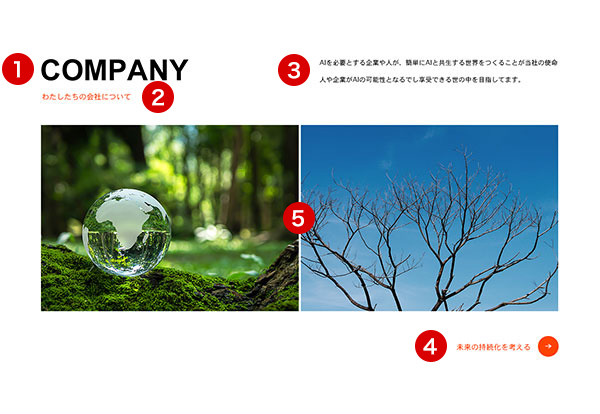 1 COMPANY
わたしたちの会社について 2
3 AIを必要とする企業や人が、簡単にAIと共生する世界をつくることが当社の使命
人や企業がAIの可能性となるでし享受できる世の中を目指してます。
5
4 未来の持続化を考える